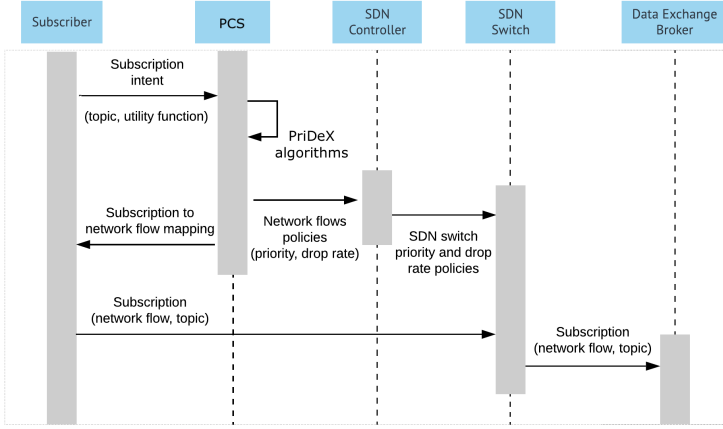 Subscriber
PCS
SDN
Controller
SDN
Switch
Data Exchange
Broker
Subscription
intent
(topic, utility function)
PriDeX
algorithms
Subscription to
network flow mapping
Network flows
policies
(priority, drop rate)
SDN switch
priority and drop
rate policies
Subscription
(network flow, topic)
Subscription
(network flow, topic)